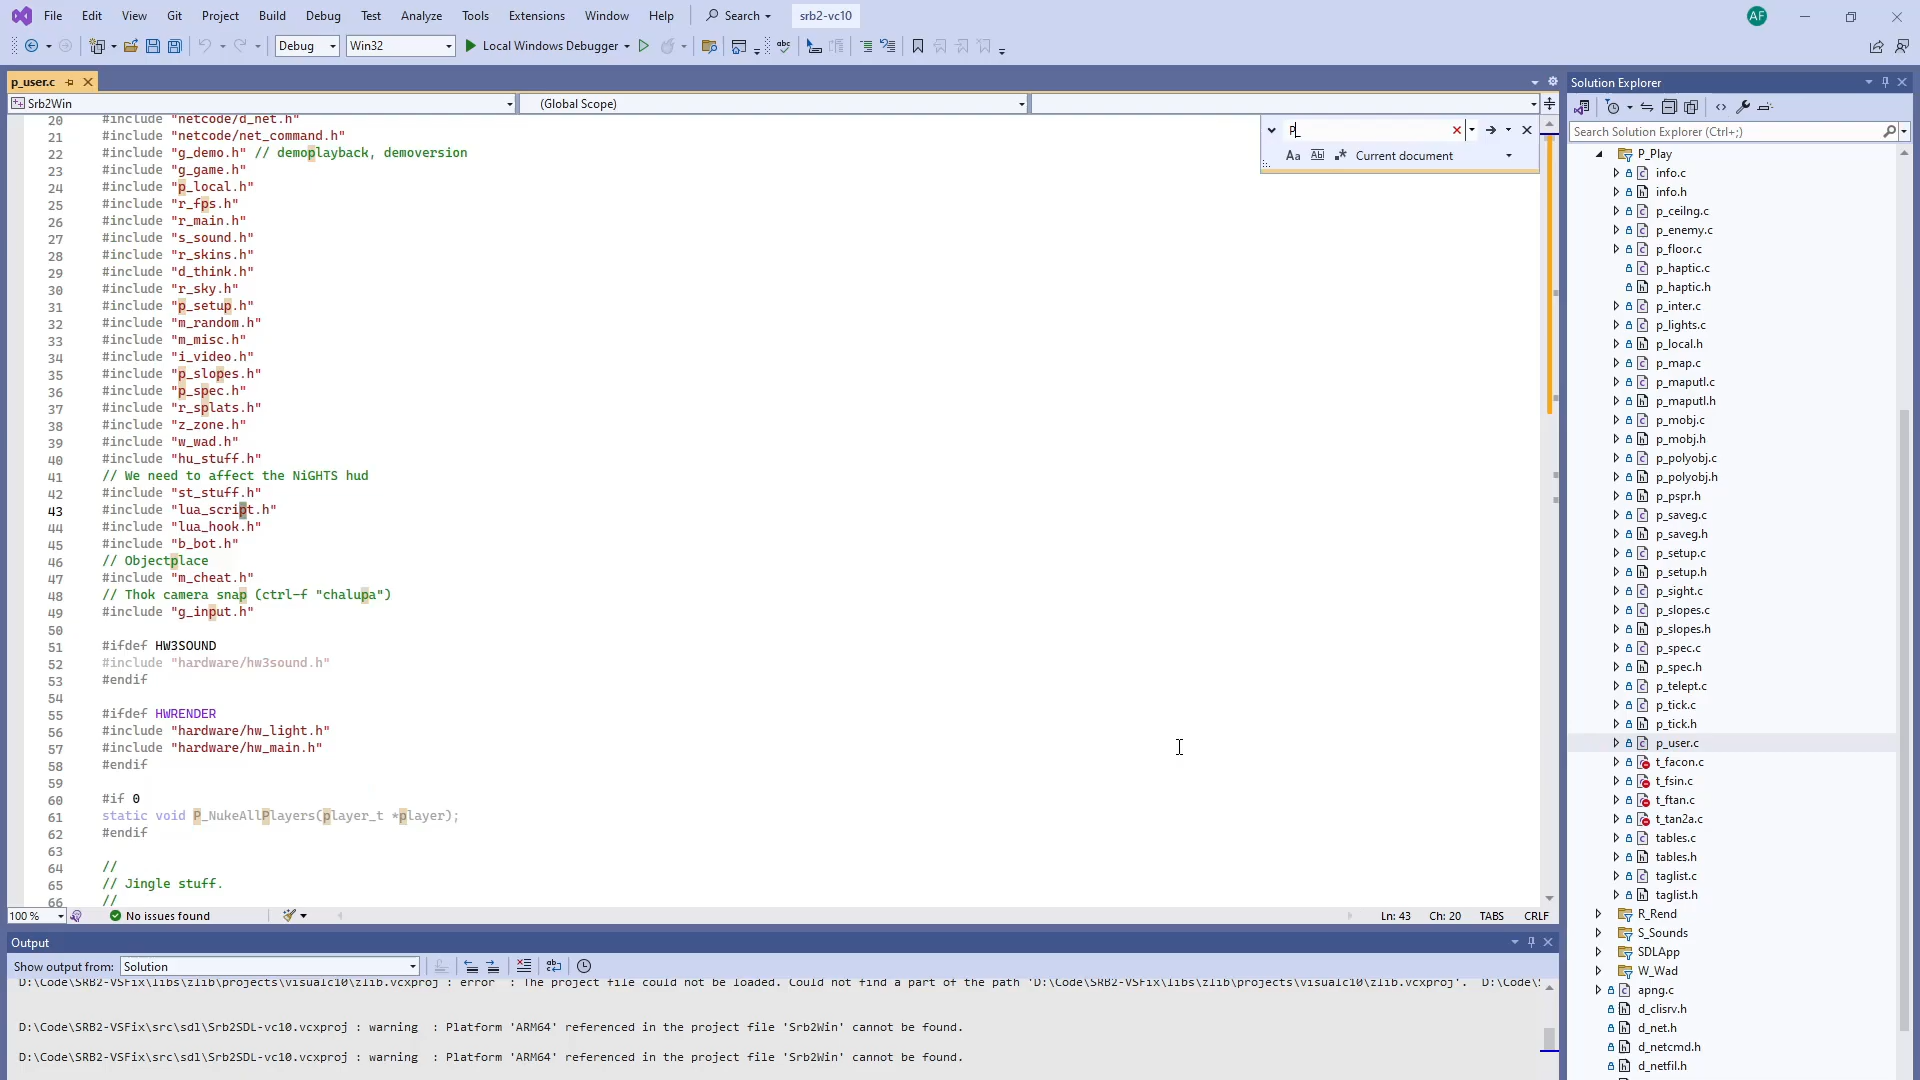 File Edit View Git Project Build Debug Test Analyze Tools Extensions Window Help Search srb2-vc10 AF
Debug Win32 Local Windows Debugger
p_user.c
Srb2Win (Global Scope)
20 #include "netcode/d_net.h"
21 #include "netcode/net_command.h"
22 #include "g_demo.h" // demoplayback, demoversion
23 #include "g_game.h"
24 #include "p_local.h"
25 #include "r_fps.h"
26 #include "r_main.h"
27 #include "s_sound.h"
28 #include "r_skins.h"
29 #include "d_think.h"
30 #include "r_sky.h"
31 #include "p_setup.h"
32 #include "m_random.h"
33 #include "m_misc.h"
34 #include "i_video.h"
35 #include "p_slopes.h"
36 #include "p_spec.h"
37 #include "r_splats.h"
38 #include "z_zone.h"
39 #include "w_wad.h"
40 #include "hu_stuff.h"
41 // We need to affect the NiGHTS hud
42 #include "st_stuff.h"
43 #include "lua_script.h"
44 #include "lua_hook.h"
45 #include "b_bot.h"
46 // Objectplace
47 #include "m_cheat.h"
48 // Thok camera snap (ctrl-f "chalupa")
49 #include "g_input.h"
50
51 #ifdef HW3SOUND
52 #include "hardware/hw3sound.h"
53 #endif
54
55 #ifdef HWRENDER
56 #include "hardware/hw_light.h"
57 #include "hardware/hw_main.h"
58 #endif
59
60 #if 0
61 static void P_NukeAllPlayers(player_t *player);
62 #endif
63
64 //
65 // Jingle stuff.
66 //
P_
Aa Ab Current document
100 % No issues found Ln: 43 Ch: 20 TABS CRLF
Output
Show output from: Solution
D:\Code\SRB2-VSFix\libs\zlib\projects\visualc10\zlib.vcxproj : error : The project file could not be loaded. Could not find a part of the path 'D:\Code\SRB2-VSFix\libs\zlib\projects\visualc10\zlib.vcxproj'. D:\Code\S
D:\Code\SRB2-VSFix\src\sdl\Srb2SDL-vc10.vcxproj : warning : Platform 'ARM64' referenced in the project file 'Srb2Win' cannot be found.
D:\Code\SRB2-VSFix\src\sdl\Srb2SDL-vc10.vcxproj : warning : Platform 'ARM64' referenced in the project file 'Srb2Win' cannot be found.
Solution Explorer
Search Solution Explorer (Ctrl+;)
P_Play
info.c
info.h
p_ceilng.c
p_enemy.c
p_floor.c
p_haptic.c
p_haptic.h
p_inter.c
p_lights.c
p_local.h
p_map.c
p_maputl.c
p_maputl.h
p_mobj.c
p_mobj.h
p_polyobj.c
p_polyobj.h
p_pspr.h
p_saveg.c
p_saveg.h
p_setup.c
p_setup.h
p_sight.c
p_slopes.c
p_slopes.h
p_spec.c
p_spec.h
p_telept.c
p_tick.c
p_tick.h
p_user.c
t_facon.c
t_fsin.c
t_ftan.c
t_tan2a.c
tables.c
tables.h
taglist.c
taglist.h
R_Rend
S_Sounds
SDLApp
W_Wad
apng.c
d_clisrv.h
d_net.h
d_netcmd.h
d_netfil.h